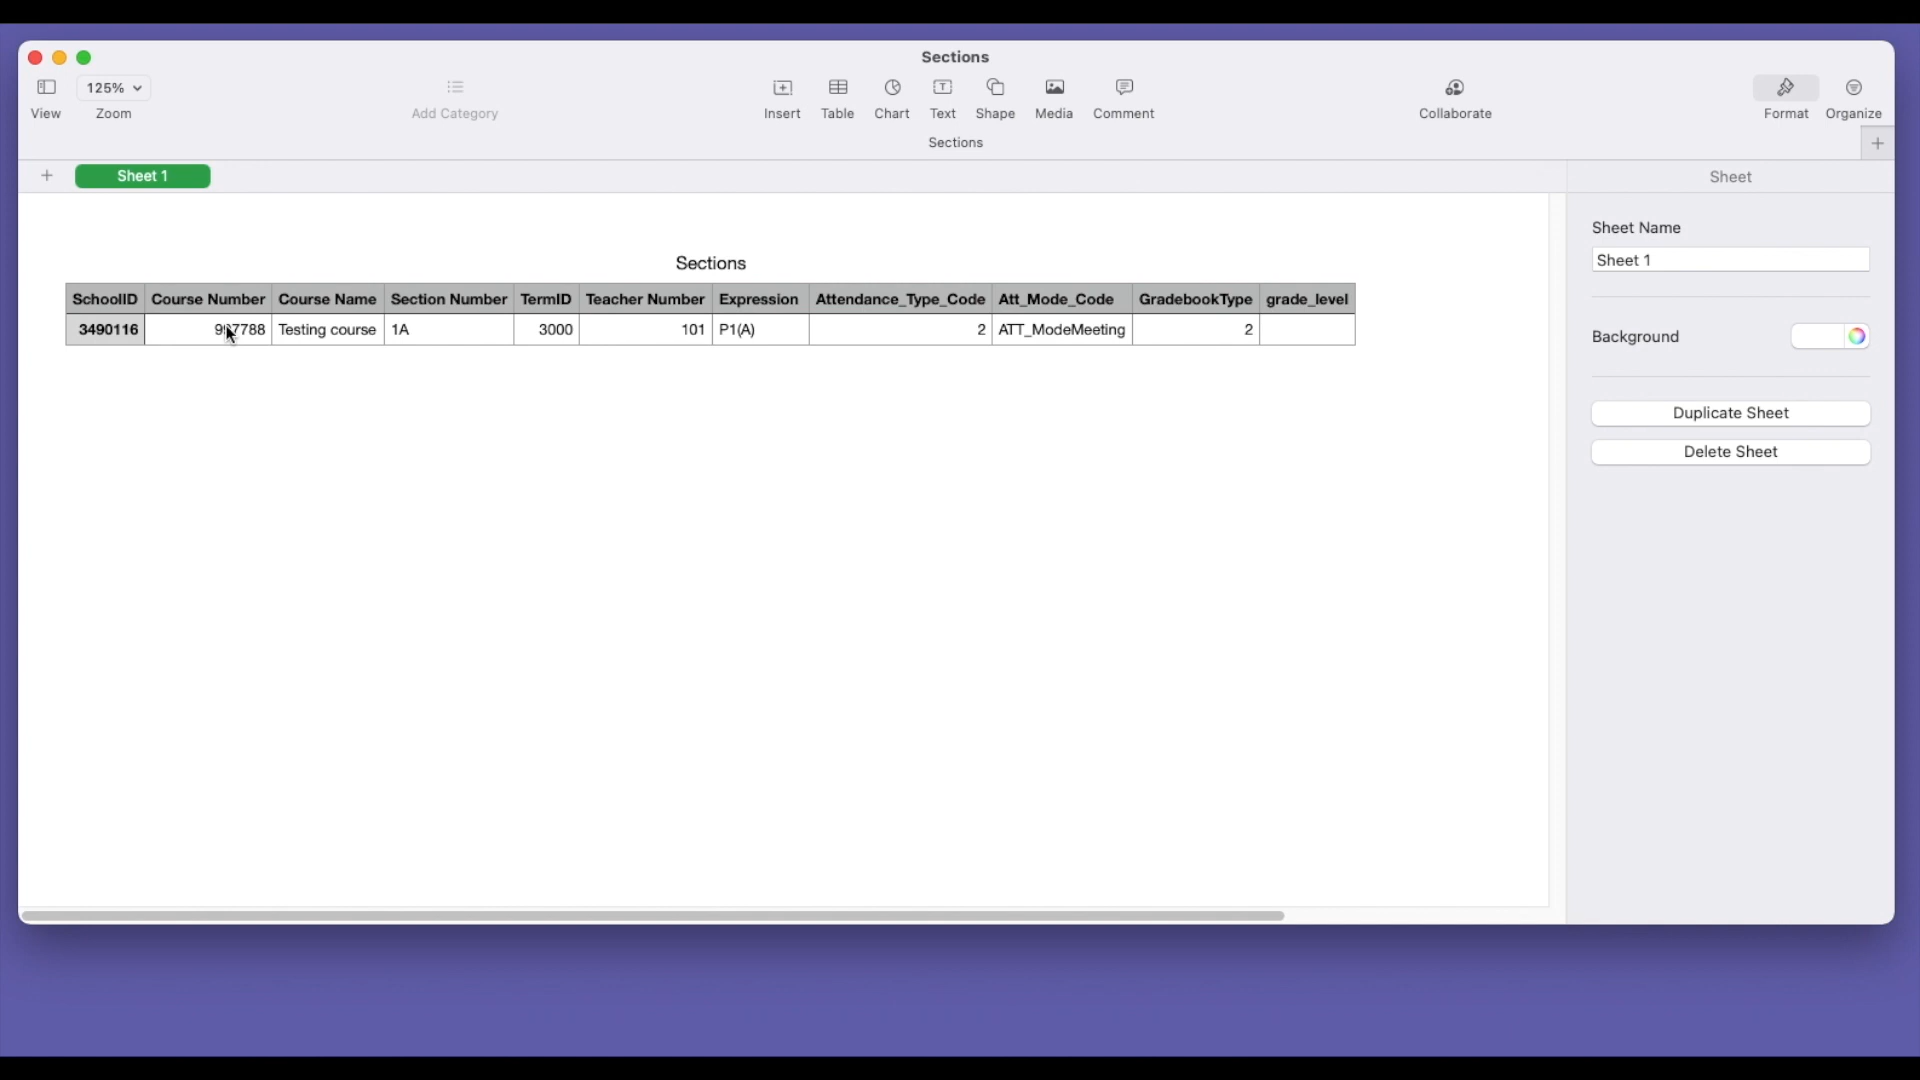 Sections
125%
View
Zoom
Add Category
Insert
Table
Chart
Text
Shape
Media
Comment
Collaborate
Format
Organize
Sections
Sheet 1
Sheet
Sections
SchoolID Course Number Course Name Section Number TermID Teacher Number Expression Attendance_Type_Code Att_Mode_Code GradebookType grade_level
3490116 Testing course 1A 3000 101 P1(A) 2 ATT_ModeMeeting 2
Sheet Name
Sheet 1
Background
Duplicate Sheet
Delete Sheet